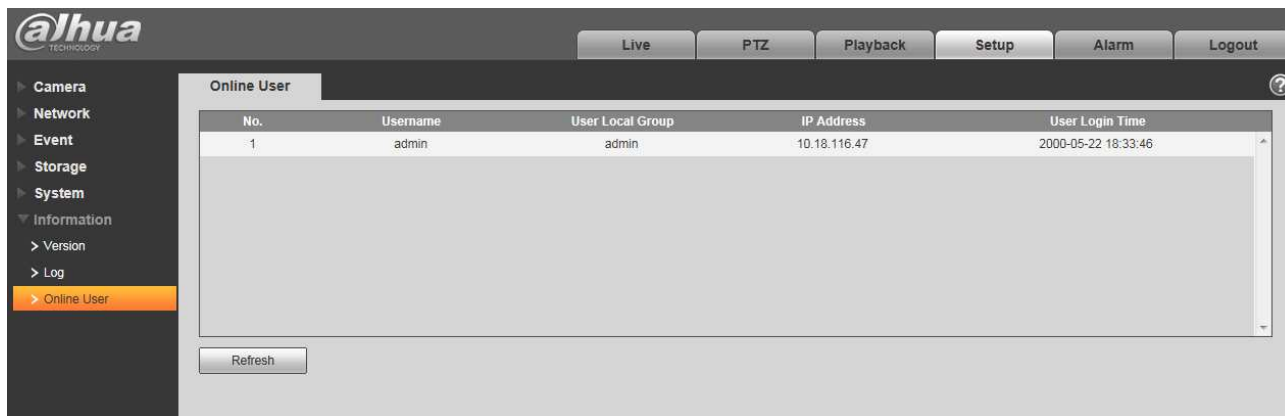 alhua
TECHNOLOGY
Live PTZ Playback Setup Alarm Logout
Camera
Network
Event
Storage
System
Information
> Version
> Log
> Online User
Online User
?
No. Username User Local Group IP Address User Login Time
1 admin admin 10.18.116.47 2000-05-22 18:33:46
Refresh